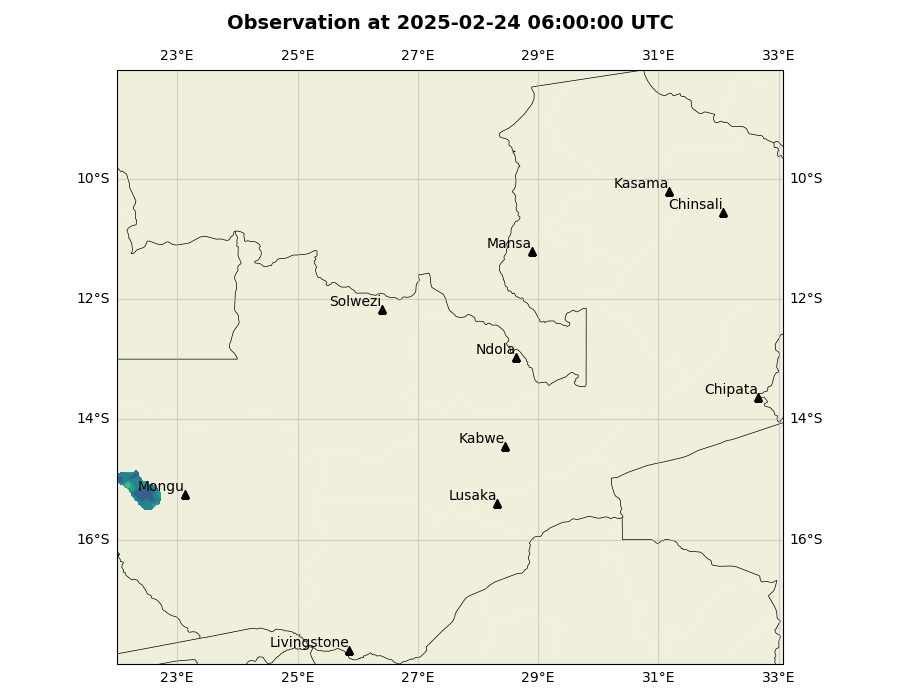 Observation at 2025-02-24 06:00:00 UTC
23°E 25°E 27°E 29°E 31°E 33°E
10°S 10°S
Kasama
Chinsali
Mansa
12°S 12°S
Solwezi
Ndola
Chipata
14°S 14°S
Kabwe
Mongu
Lusaka
16°S 16°S
Livingstone
23°E 25°E 27°E 29°E 31°E 33°E